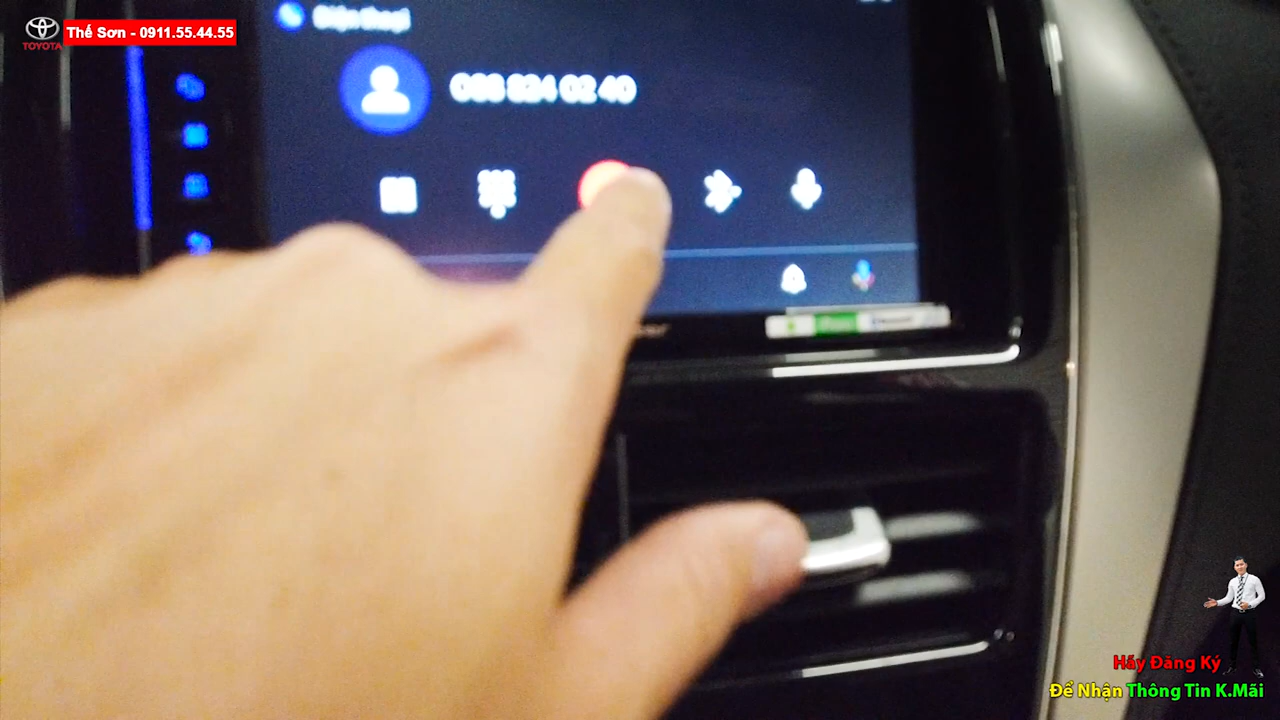 TOYOTA
Thế Sơn - 0911.55.44.55
Điện thoại
088 824 02 40
Hãy Đăng Ký
Để Nhận Thông Tin K.Mãi